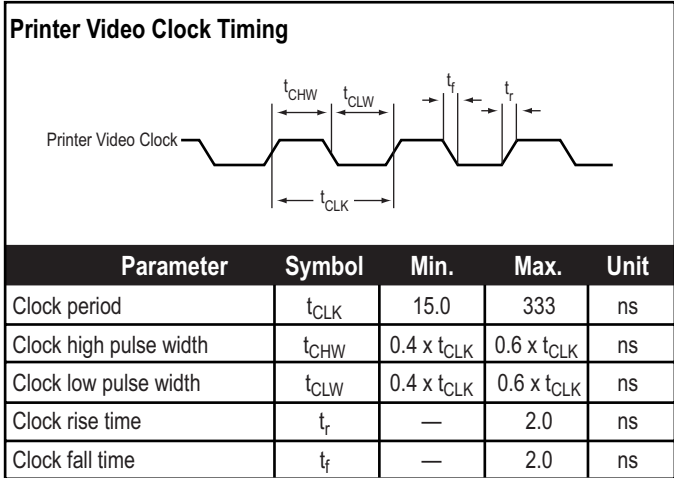 Printer Video Clock Timing
tCHW tCLW tf tr
Printer Video Clock
tCLK
Parameter Symbol Min. Max. Unit
Clock period tCLK 15.0 333 ns
Clock high pulse width tCHW 0.4 x tCLK 0.6 x tCLK ns
Clock low pulse width tCLW 0.4 x tCLK 0.6 x tCLK ns
Clock rise time tr — 2.0 ns
Clock fall time tf — 2.0 ns